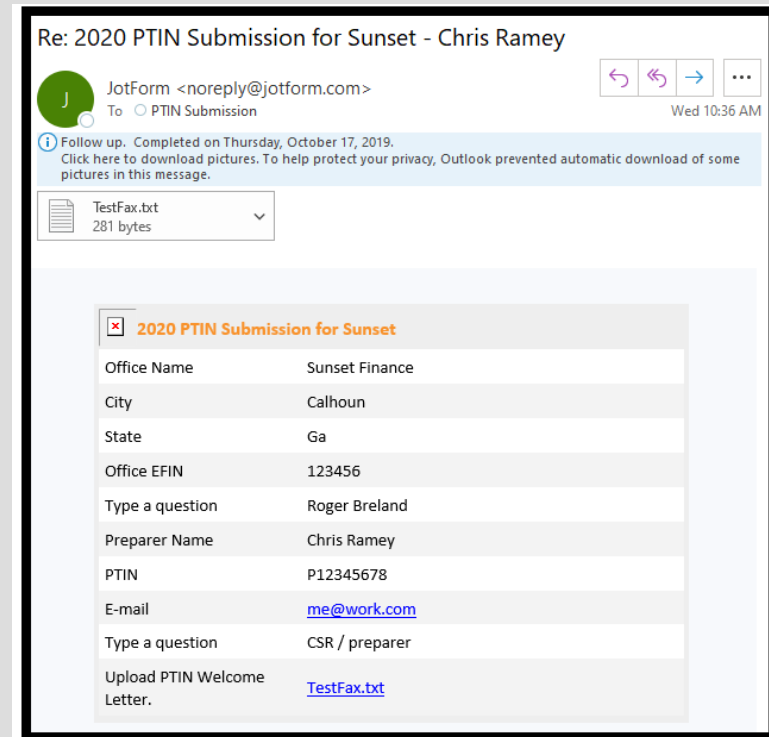 Re: 2020 PTIN Submission for Sunset - Chris Ramey
J
JotForm <noreply@jotform.com>
To PTIN Submission
Wed 10:36 AM
Follow up. Completed on Thursday, October 17, 2019.
Click here to download pictures. To help protect your privacy, Outlook prevented automatic download of some
pictures in this message.
TestFax.txt
281 bytes
2020 PTIN Submission for Sunset
Office Name Sunset Finance
City Calhoun
State Ga
Office EFIN 123456
Type a question Roger Breland
Preparer Name Chris Ramey
PTIN P12345678
E-mail me@work.com
Type a question CSR / preparer
Upload PTIN Welcome
Letter. TestFax.txt